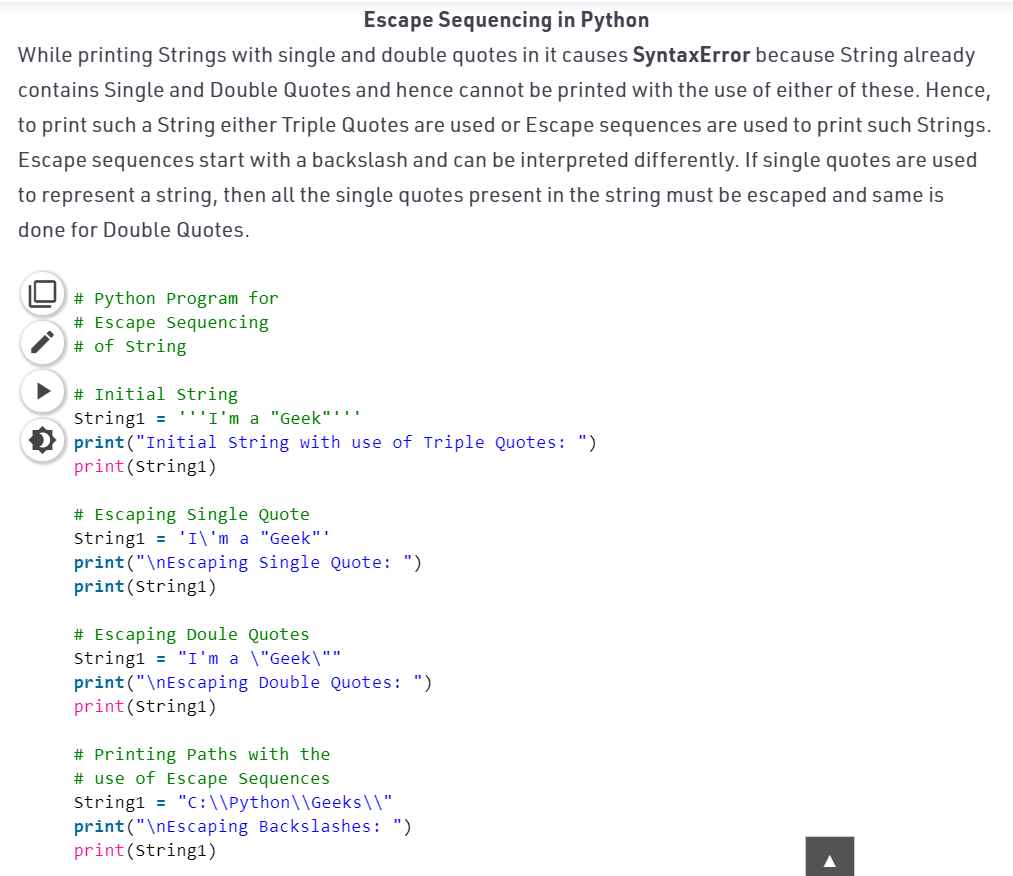 Escape Sequencing in Python
While printing Strings with single and double quotes in it causes SyntaxError because String already
contains Single and Double Quotes and hence cannot be printed with the use of either of these. Hence,
to print such a String either Triple Quotes are used or Escape sequences are used to print such Strings.
Escape sequences start with a backslash and can be interpreted differently. If single quotes are used
to represent a string, then all the single quotes present in the string must be escaped and same is
done for Double Quotes.
# Python Program for
# Escape Sequencing
# of String
# Initial String
String1 = '''I'm a "Geek"'''
print("Initial String with use of Triple Quotes: ")
print(String1)
# Escaping Single Quote
String1 = 'I\'m a "Geek"'
print("\nEscaping Single Quote: ")
print(String1)
# Escaping Doule Quotes
String1 = "I'm a \"Geek\""
print("\nEscaping Double Quotes: ")
print(String1)
# Printing Paths with the
# use of Escape Sequences
String1 = "C:\\Python\\Geeks\\"
print("\nEscaping Backslashes: ")
print(String1)